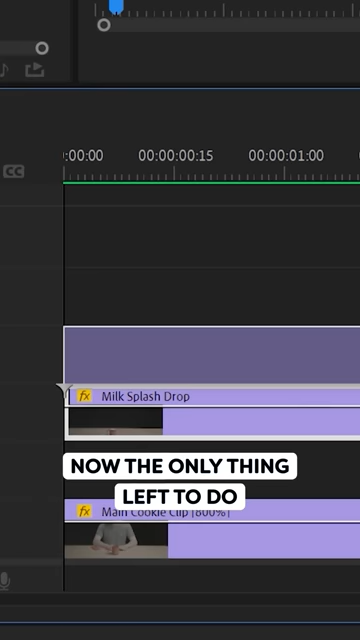 :00:00
00:00:00:15
00:00:01:00
CC
fx Milk Splash Drop
NOW THE ONLY THING
LEFT TO DO
fx Main Cookie Clip [800%]